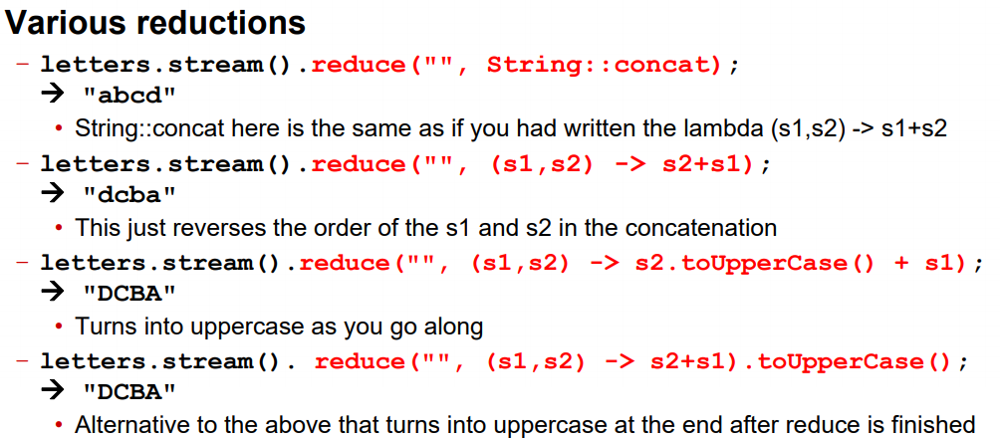 Various reductions
– letters.stream().reduce("", String::concat);
→ "abcd"
• String::concat here is the same as if you had written the lambda (s1,s2) -> s1+s2
– letters.stream().reduce("", (s1,s2) -> s2+s1);
→ "dcba"
• This just reverses the order of the s1 and s2 in the concatenation
– letters.stream().reduce("", (s1,s2) -> s2.toUpperCase() + s1);
→ "DCBA"
• Turns into uppercase as you go along
– letters.stream(). reduce("", (s1,s2) -> s2+s1).toUpperCase();
→ "DCBA"
• Alternative to the above that turns into uppercase at the end after reduce is finished